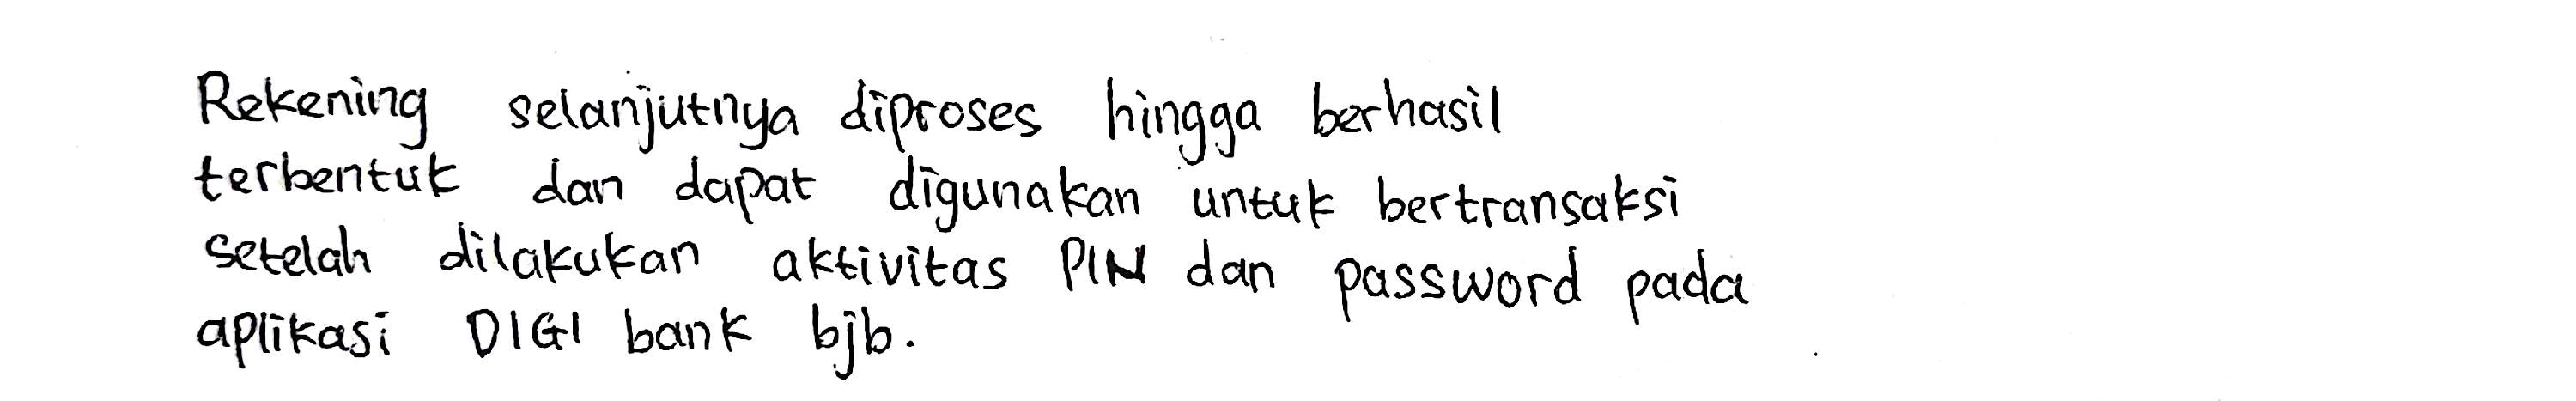 Rekening selanjutnya diproses hingga berhasil
terbentuk dan dapat digunakan untuk bertransaksi
setelah dilakukan aktivitas PIN dan password pada
aplikasi DIGI bank bjb.